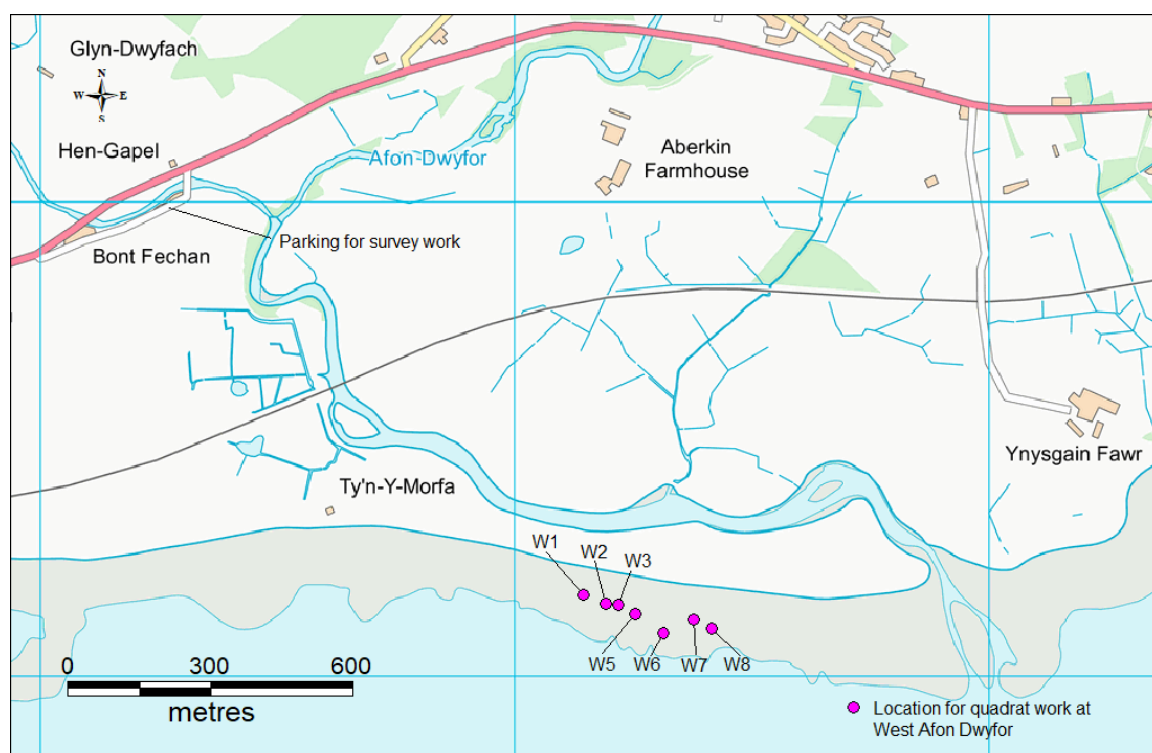 Glyn-Dwyfach
N
W E
S
Hen-Gapel
Afon-Dwyfor
Aberkin
Farmhouse
Parking for survey work
Bont Fechan
Ynysgain Fawr
Ty'n-Y-Morfa
W1
W2
W3
W5
W6
W7
W8
0 300 600
metres
Location for quadrat work at
West Afon Dwyfor